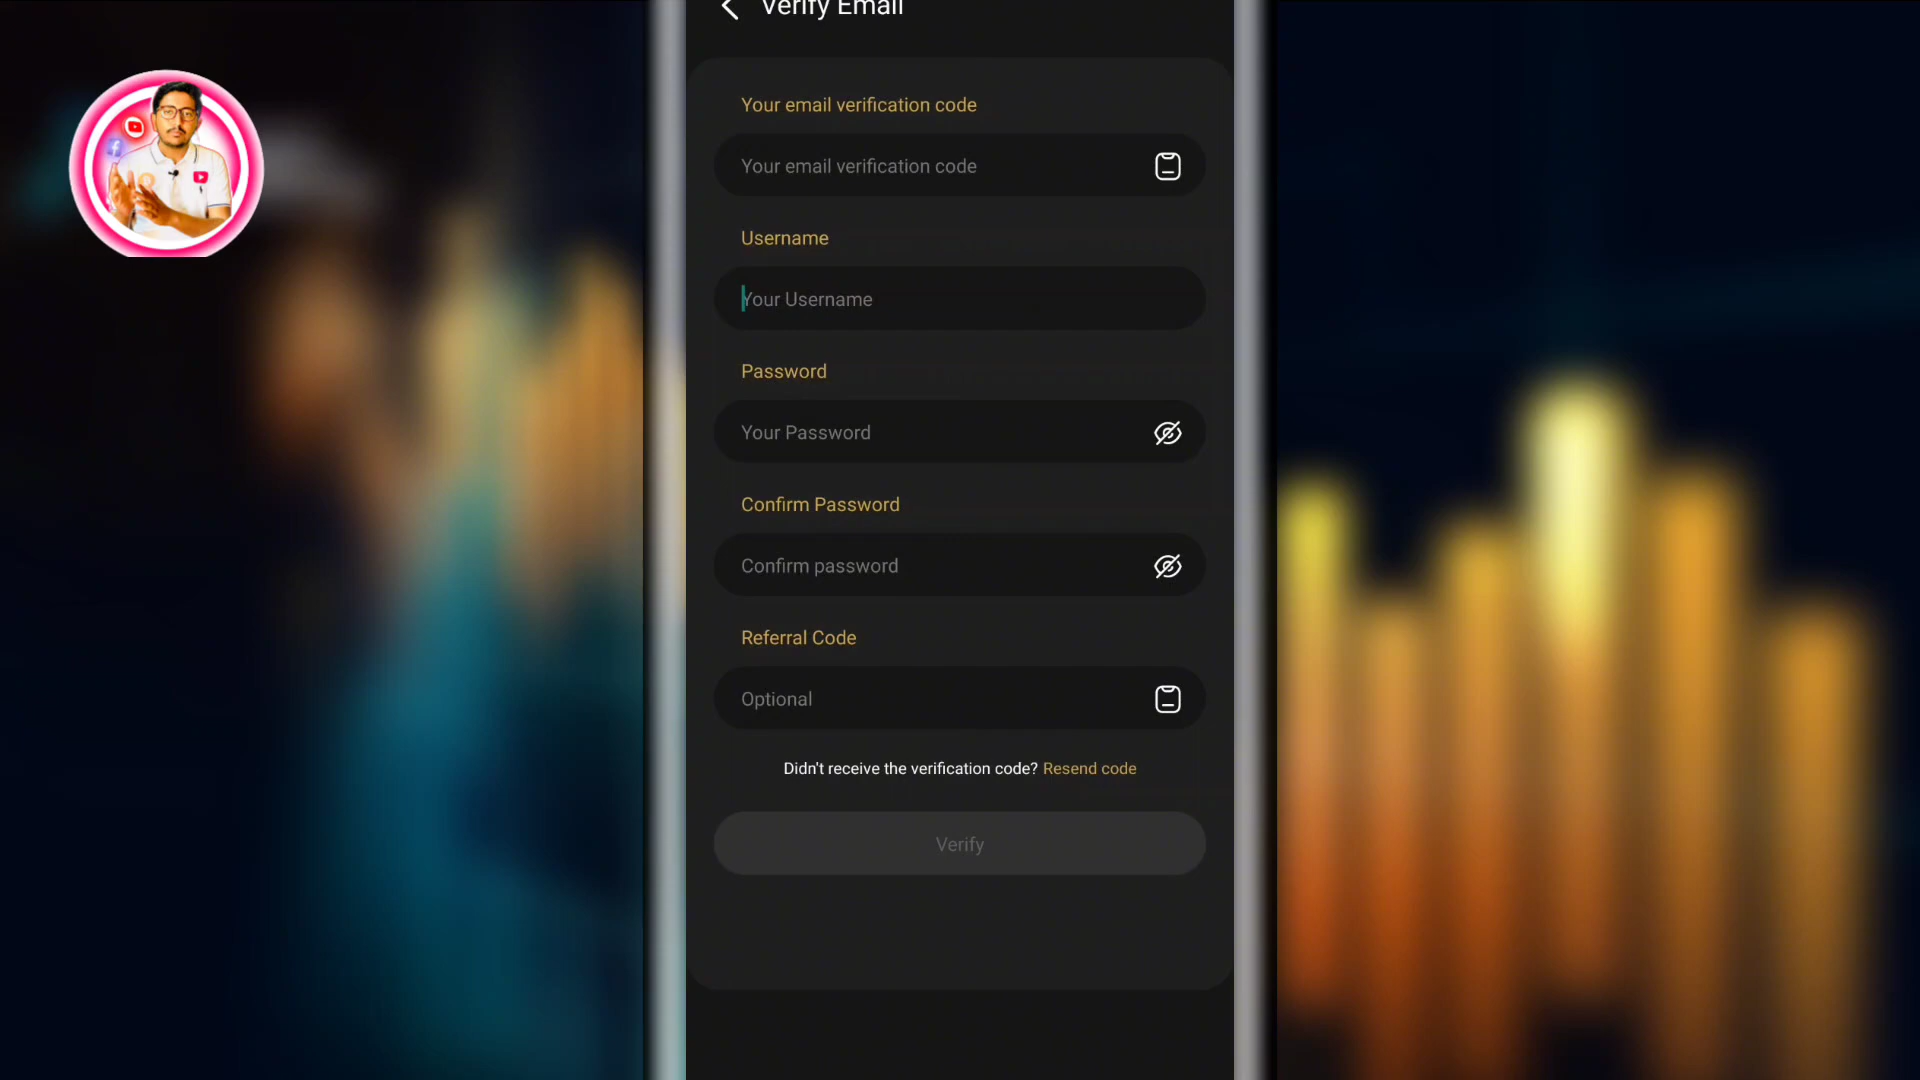 Verify Email
Your email verification code
Your email verification code
Username
Your Username
Password
Your Password
Confirm Password
Confirm password
Referral Code
Optional
Didn't receive the verification code? Resend code
Verify